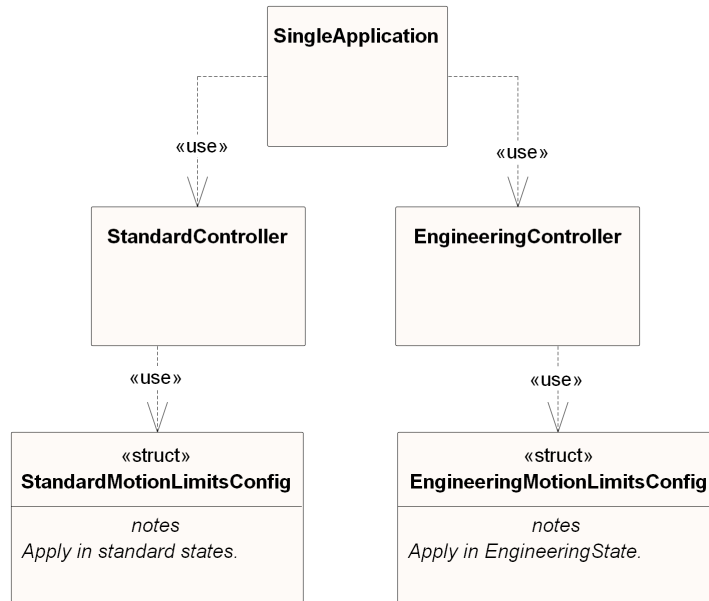 SingleApplication
«use»
«use»
StandardController
EngineeringController
«use»
«use»
«struct»
StandardMotionLimitsConfig
notes
Apply in standard states.
«struct»
EngineeringMotionLimitsConfig
notes
Apply in EngineeringState.